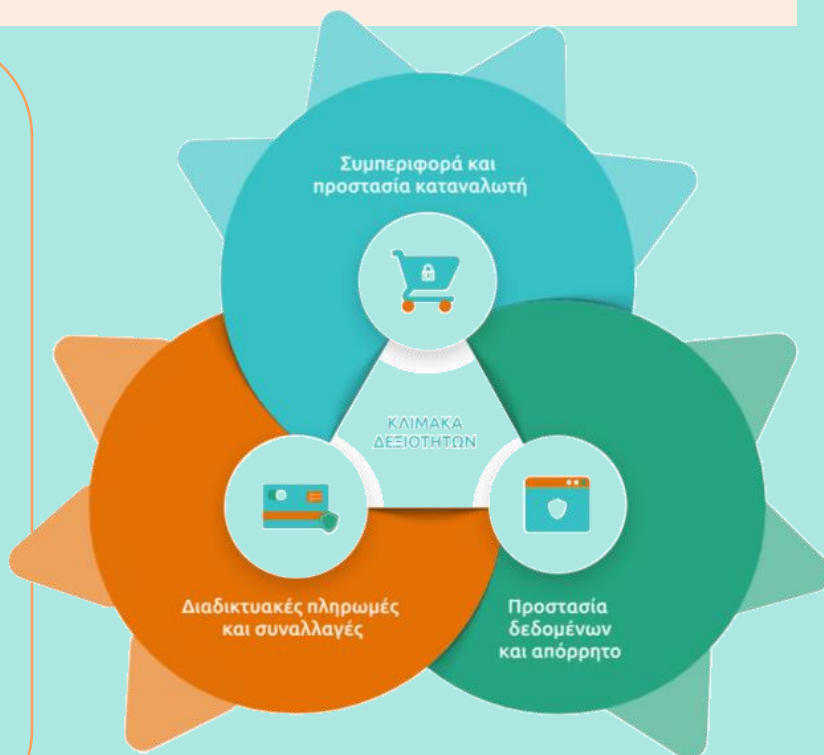 Συμπεριφορά και
προστασία καταναλωτή
ΚΛΙΜΑΚΑ
ΔΕΞΙΟΤΗΤΩΝ
Διαδικτυακές πληρωμές
και συναλλαγές
Προστασία
δεδομένων
και απόρρητο